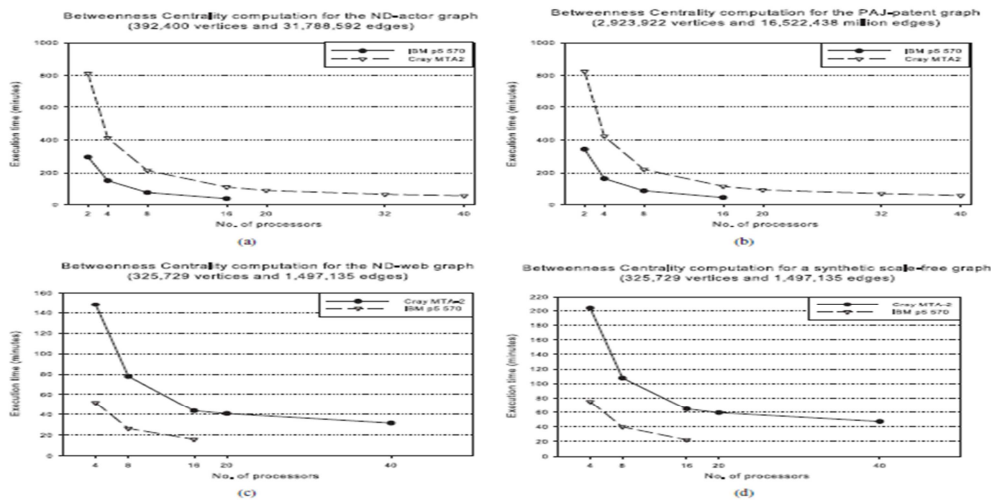 Betweenness Centrality computation for the ND-actor graph
(392,400 vertices and 31,788,592 edges)
IBM p5 570
Cray MTA2
Execution time (minutes)
1000
800
600
400
200
0
2 4 8 16 20 32 40
No. of processors
(a)
Betweenness Centrality computation for the PAJ-patent graph
(2,923,922 vertices and 16,522,438 million edges)
IBM p5 570
Cray MTA2
Execution time (minutes)
1000
800
600
400
200
0
2 4 8 16 20 32 40
No. of processors
(b)
Betweenness Centrality computation for the ND-web graph
(325,729 vertices and 1,497,135 edges)
Cray MTA-2
IBM p5 570
Execution time (minutes)
160
140
120
100
80
60
40
20
0
4 8 16 20 40
No. of processors
(c)
Betweenness Centrality computation for a synthetic scale-free graph
(325,729 vertices and 1,497,135 edges)
Cray MTA-2
IBM p5 570
Execution time (minutes)
220
200
180
160
140
120
100
80
60
40
20
0
4 8 16 20 40
No. of processors
(d)